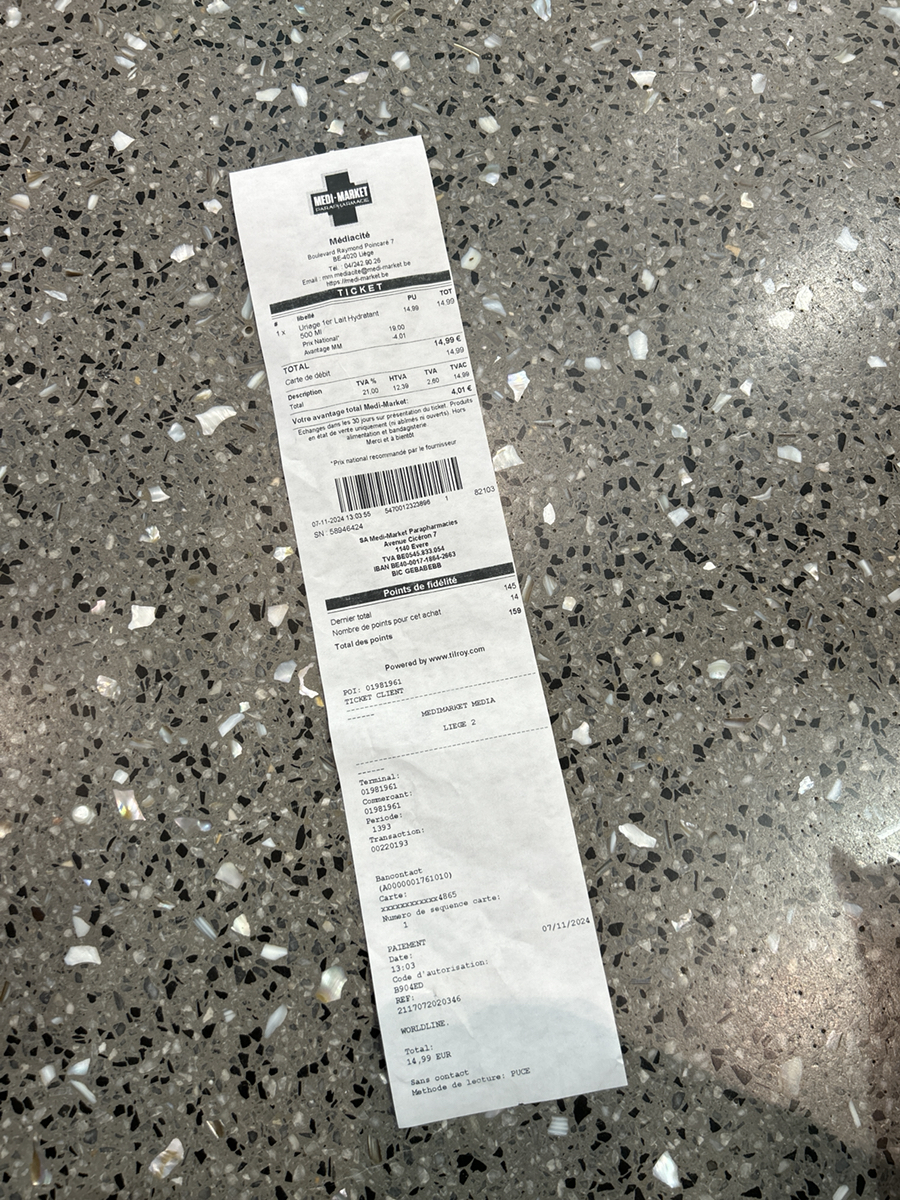 MEDI-MARKET
PARAPHARMACIE
Médiacité
Boulevard Raymond Poincaré 7
BE-4020 Liège
Tél. : 04/242.90.26
Email : mm.mediacite@medi-market.be
https://medi-market.be
TICKET
# libellé PU TOT
1 x Uriage 1er Lait Hydratant 14.99 14.99
500 Ml
Prix National* 19.00
Avantage MM -4.01
TOTAL 14,99 €
Carte de débit 14.99
Description TVA % HTVA TVA TVAC
Total 21.00 12.39 2.60 14.99
Votre avantage total Medi-Market: 4,01 €
Echanges dans les 30 jours sur présentation du ticket. Produits
en état de vente uniquement (ni abîmés ni ouverts). Hors
alimentation et bandagisterie.
Merci et à bientôt
*Prix national recommandé par le fournisseur
07-11-2024 13:03:55 5470012323896 1 82103
SN : 58946424
SA Medi-Market Parapharmacies
Avenue Cicéron 7
1140 Evere
TVA BE0545.833.054
IBAN BE40-0017-1864-2663
BIC GEBABEBB
Points de fidélité
Dernier total 145
Nombre de points pour cet achat 14
Total des points 159
Powered by www.tilroy.com
POI: 01981961
TICKET CLIENT
MEDIMARKET MEDIA
LIEGE 2
Terminal:
01981961
Commercant:
01981961
Periode:
1393
Transaction:
00220193
Bancontact
(A0000001761010)
Carte:
xxxxxxxxxxxxx4865
Numero de sequence carte:
1
PAIEMENT
Date: 07/11/2024
13:03
Code d'autorisation:
B904ED
REF:
2117072020346
WORLDLINE.
Total:
14,99 EUR
Sans contact
Methode de lecture: PUCE